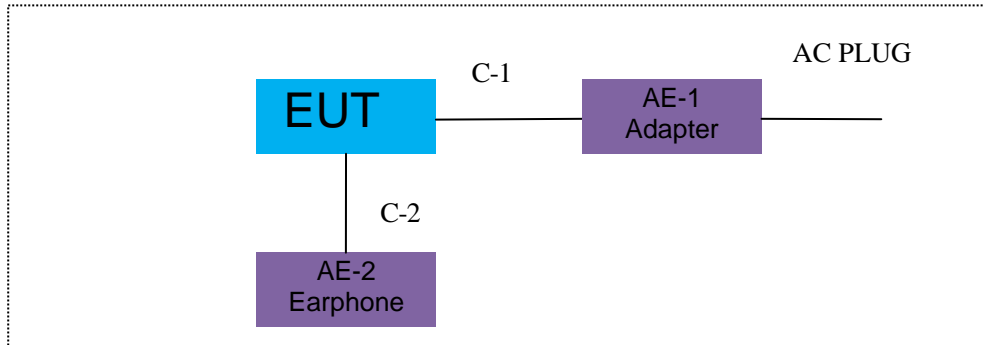 AC PLUG
C-1
EUT
AE-1
Adapter
C-2
AE-2
Earphone